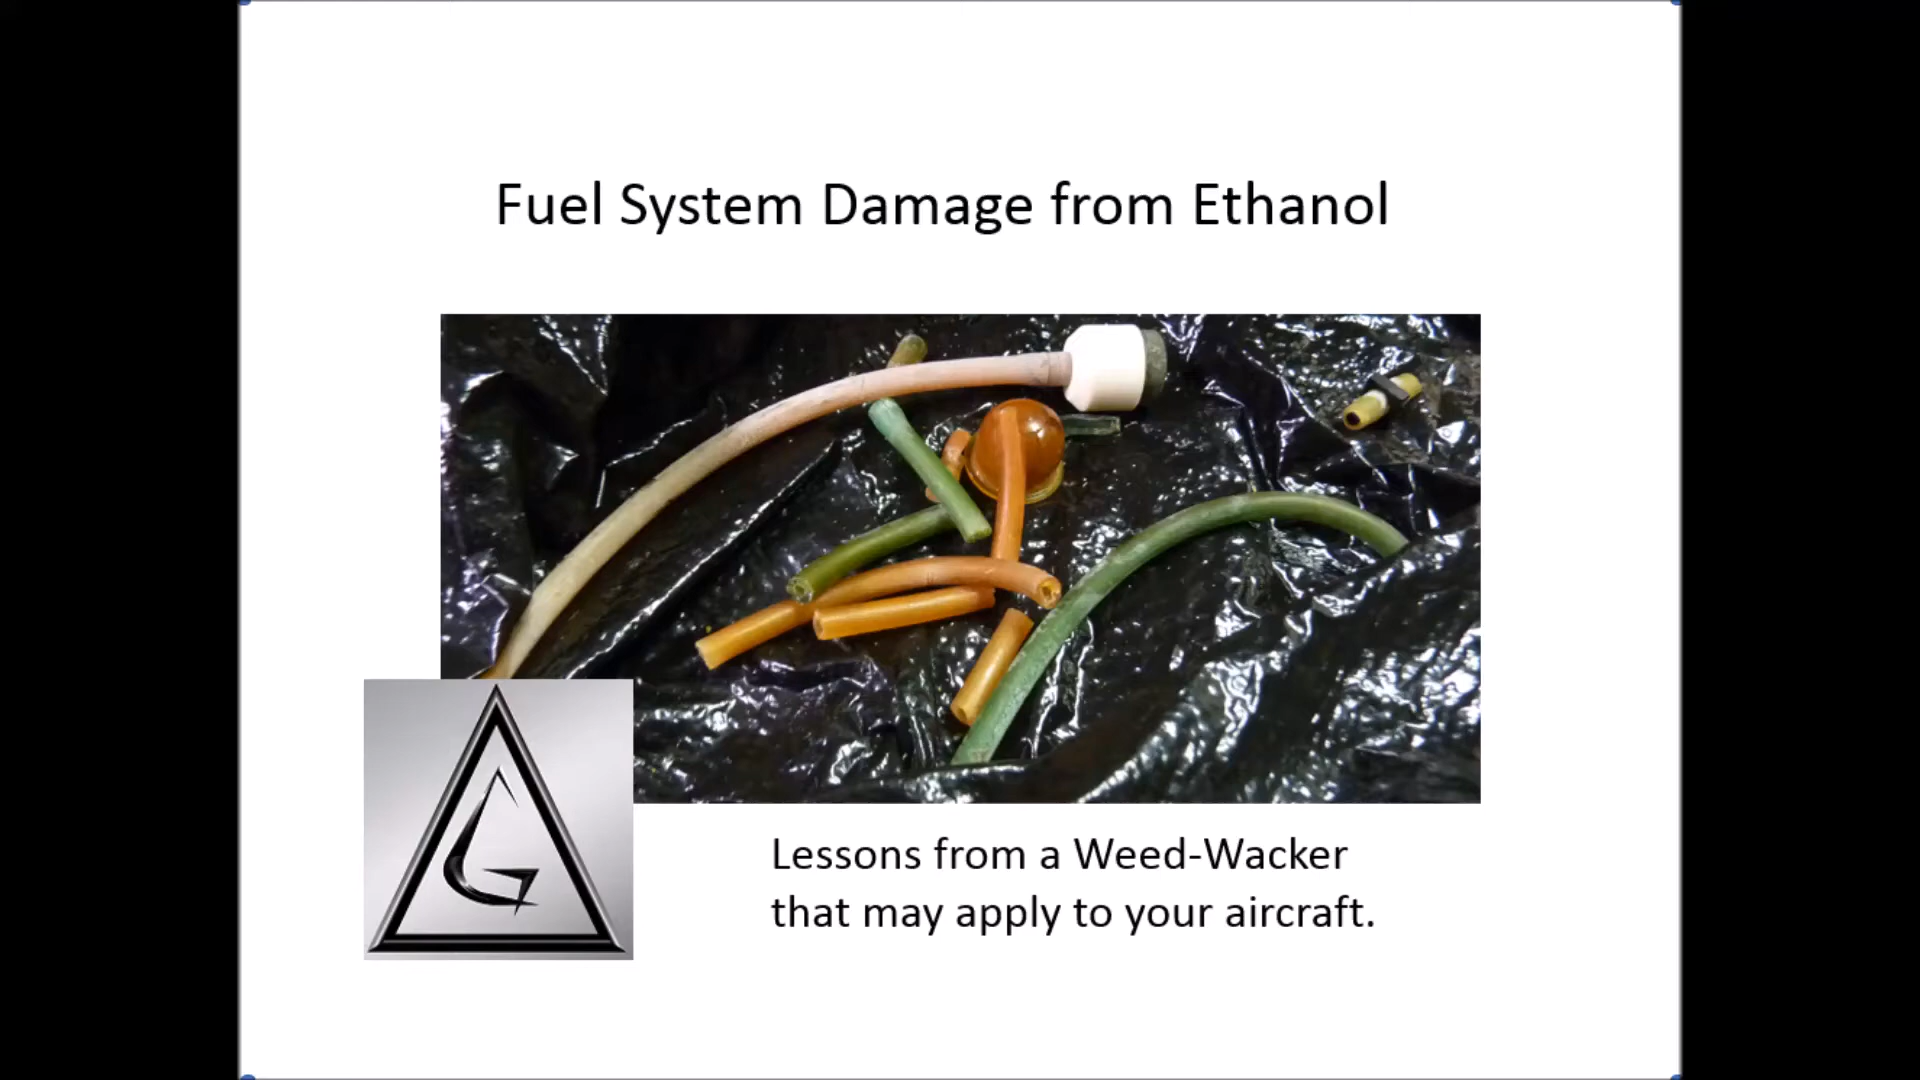 Fuel System Damage from Ethanol
Lessons from a Weed-Wacker
that may apply to your aircraft.